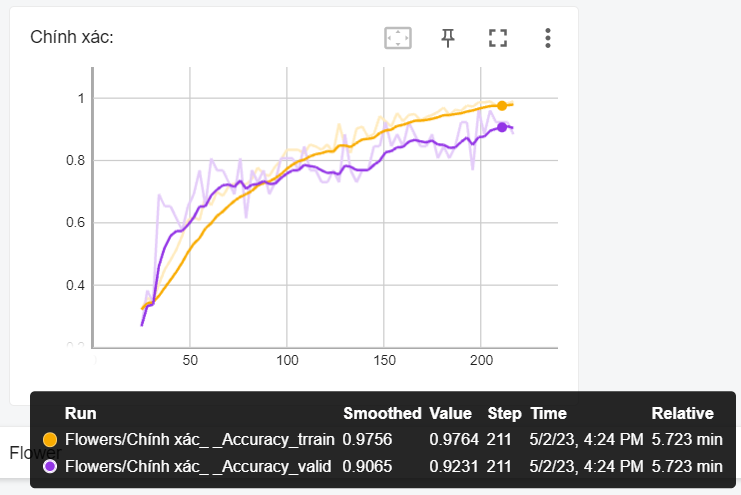 Chính xác:
1
0.8
0.6
0.4
0.2
50 100 150 200
Run Smoothed Value Step Time Relative
Flowers/Chính xác_ _Accuracy_trrain 0.9756 0.9764 211 5/2/23, 4:24 PM 5.723 min
Flowers/Chính xác_ _Accuracy_valid 0.9065 0.9231 211 5/2/23, 4:24 PM 5.723 min
Flower